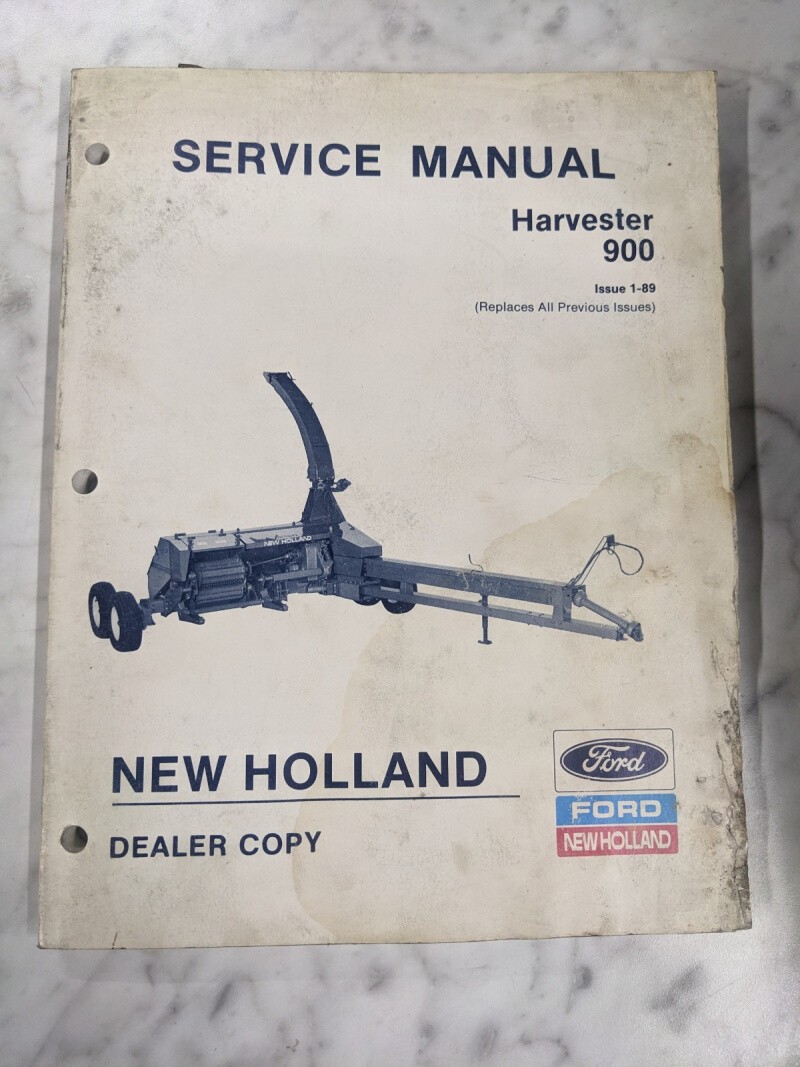 SERVICE MANUAL
Harvester
900
Issue 1-89
(Replaces All Previous Issues)
NEW HOLLAND
NEW HOLLAND
DEALER COPY
Ford
FORD
NEW HOLLAND